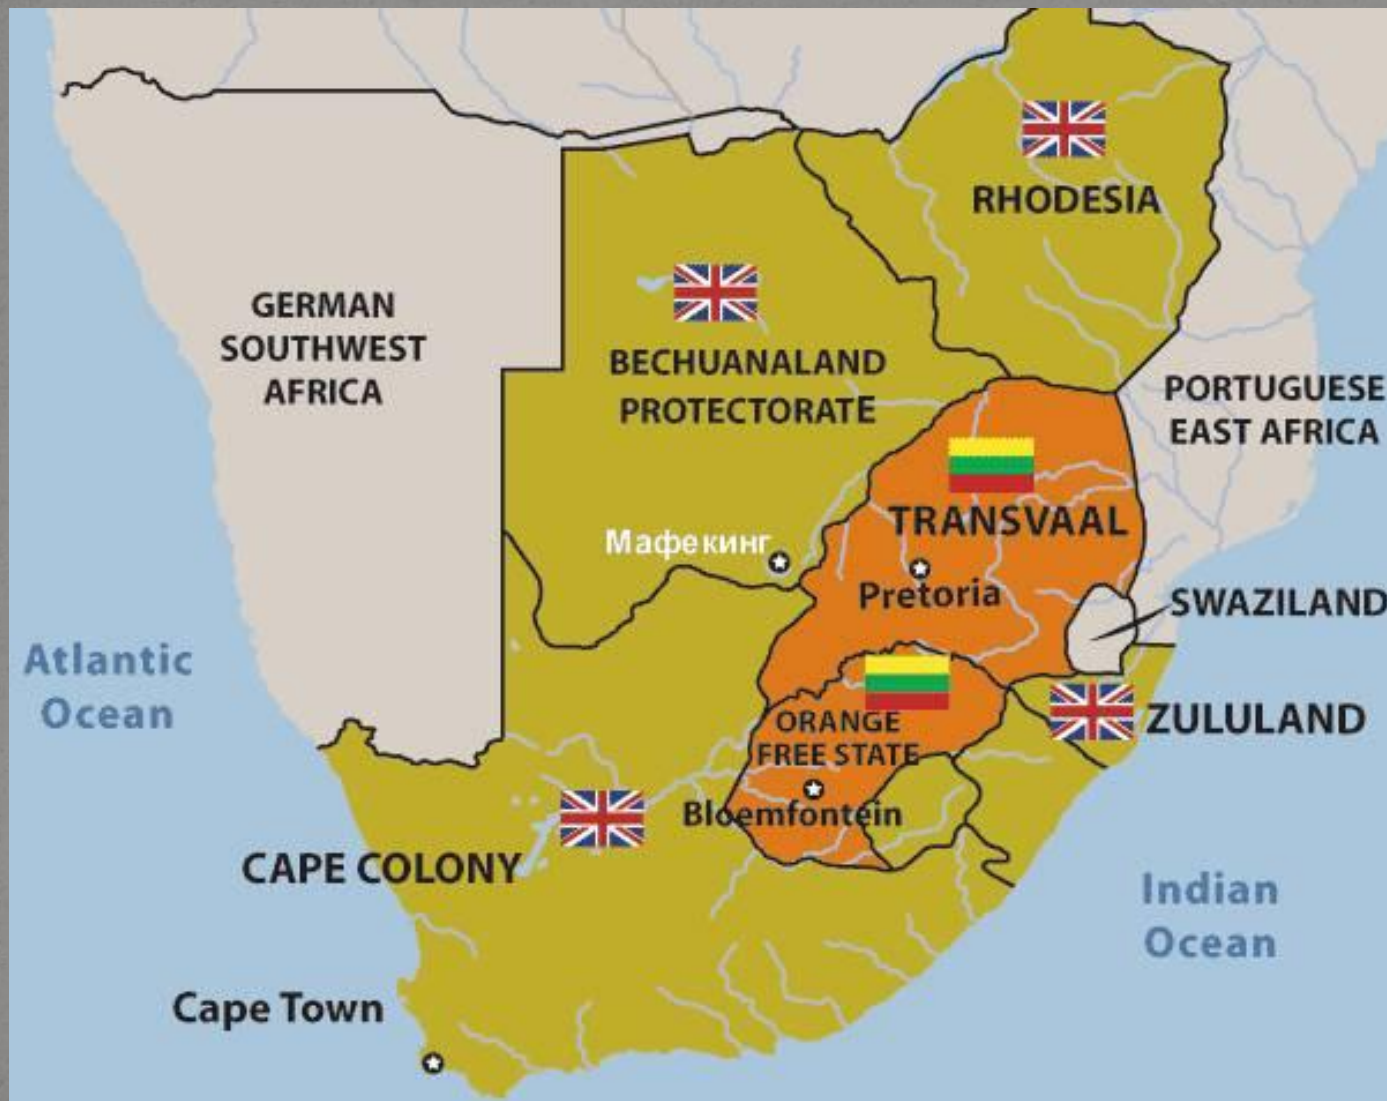 RHODESIA
GERMAN
SOUTHWEST
AFRICA
BECHUANALAND
PROTECTORATE
PORTUGUESE
EAST AFRICA
TRANSVAAL
Мафекинг
Pretoria
SWAZILAND
Atlantic
Ocean
ZULULAND
ORANGE
FREE STATE
Bloemfontein
CAPE COLONY
Indian
Ocean
Cape Town